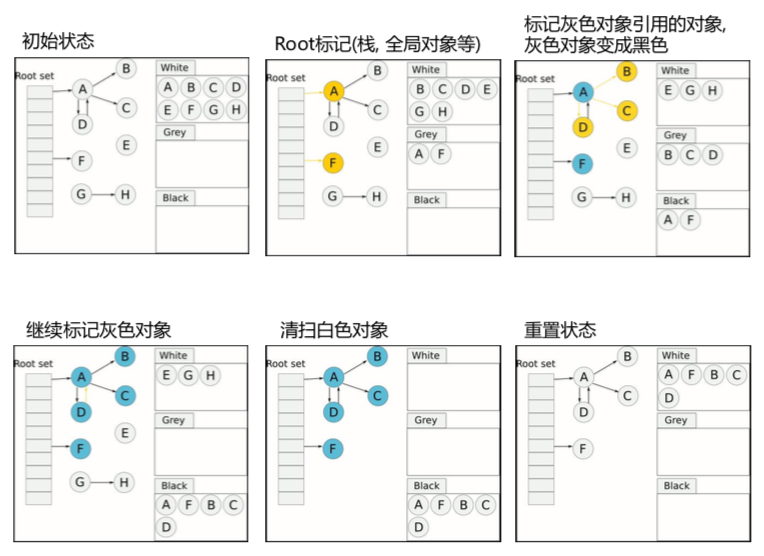 初始状态
Root set
A
B
C
D
E
F
G
H
White
A B C D
E F G H
Grey
Black
Root标记(栈, 全局对象等)
Root set
A
B
C
D
E
F
G
H
White
B C D E
G H
Grey
A F
Black
标记灰色对象引用的对象,
灰色对象变成黑色
Root set
A
B
C
D
E
F
G
H
White
E G H
Grey
B C D
Black
A F
继续标记灰色对象
Root set
A
B
C
D
E
F
G
H
White
E G H
Grey
Black
A F B C
D
清扫白色对象
Root set
A
B
C
D
F
White
Grey
Black
A F B C
D
重置状态
Root set
A
B
C
D
F
White
A F B C
D
Grey
Black